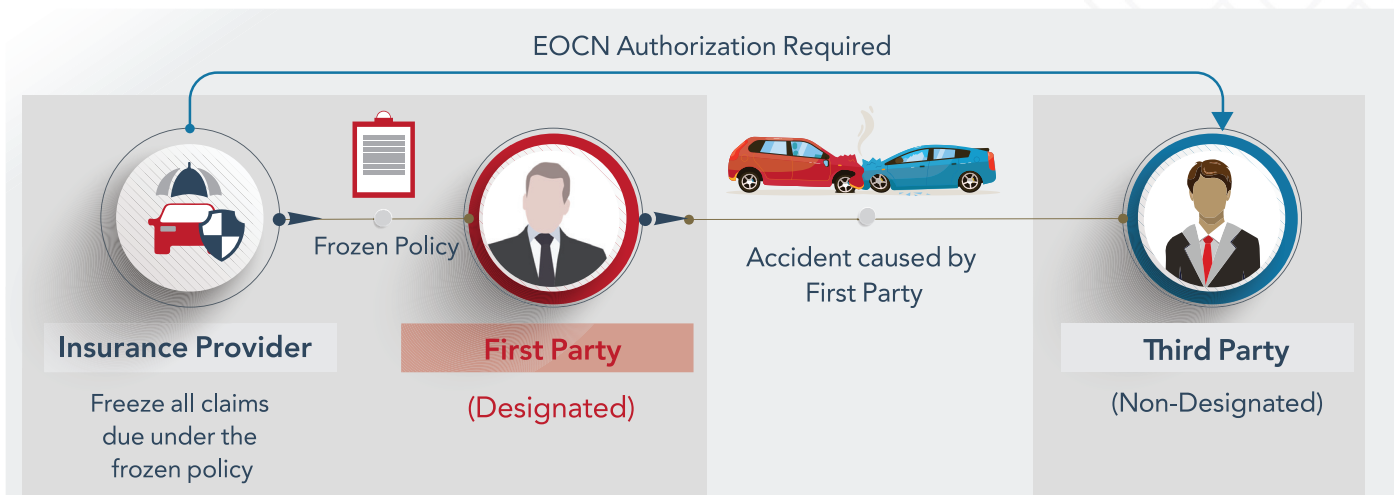 EOCN Authorization Required
Frozen Policy
Accident caused by
First Party
Insurance Provider
First Party
Third Party
Freeze all claims
due under the
frozen policy
(Designated)
(Non-Designated)